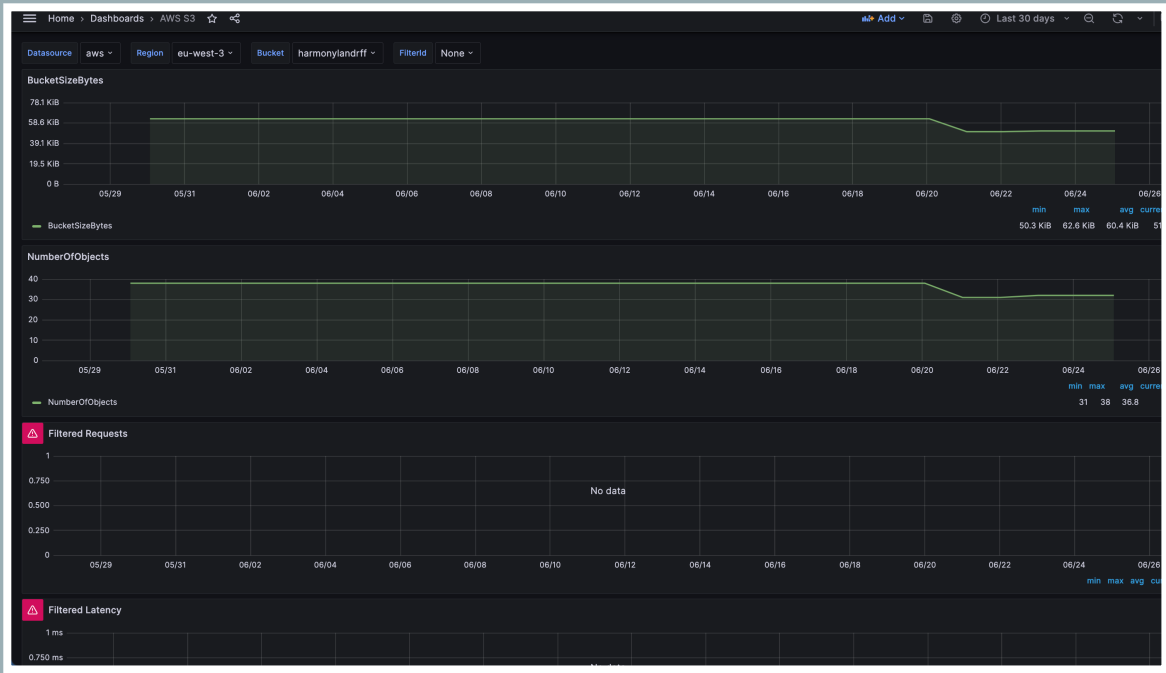 Home › Dashboards › AWS S3 Add Last 30 days
Datasource aws Region eu-west-3 Bucket harmonylandrff FilterId None
BucketSizeBytes
78.1 KiB
58.6 KiB
39.1 KiB
19.5 KiB
0 B
05/29 05/31 06/02 06/04 06/06 06/08 06/10 06/12 06/14 06/16 06/18 06/20 06/22 06/24 06/26
min max avg curre
BucketSizeBytes 50.3 KiB 62.6 KiB 60.4 KiB 51
NumberOfObjects
40
30
20
10
0
05/29 05/31 06/02 06/04 06/06 06/08 06/10 06/12 06/14 06/16 06/18 06/20 06/22 06/24 06/26
min max avg curre
NumberOfObjects 31 38 36.8
Filtered Requests
1
0.750
No data
0.500
0.250
0
05/29 05/31 06/02 06/04 06/06 06/08 06/10 06/12 06/14 06/16 06/18 06/20 06/22 06/24 06/26
min max avg cu
Filtered Latency
1 ms
0.750 ms